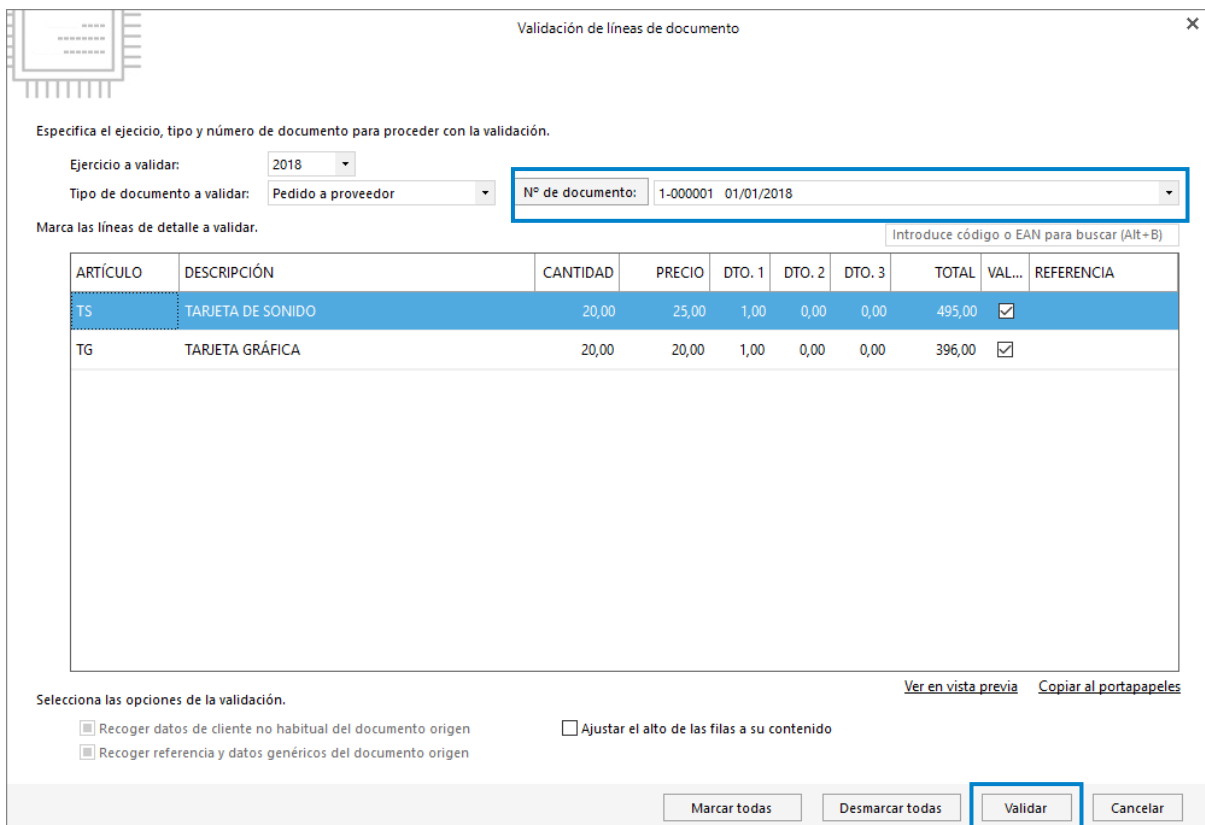 Validación de líneas de documento
Especifica el ejecicio, tipo y número de documento para proceder con la validación.
Ejercicio a validar: 2018
Tipo de documento a validar: Pedido a proveedor Nº de documento: 1-000001 01/01/2018
Marca las líneas de detalle a validar.
Introduce código o EAN para buscar (Alt+B)
ARTÍCULO DESCRIPCIÓN CANTIDAD PRECIO DTO. 1 DTO. 2 DTO. 3 TOTAL VAL... REFERENCIA
TS TARJETA DE SONIDO 20,00 25,00 1,00 0,00 0,00 495,00
TG TARJETA GRÁFICA 20,00 20,00 1,00 0,00 0,00 396,00
Ver en vista previa Copiar al portapapeles
Selecciona las opciones de la validación.
Recoger datos de cliente no habitual del documento origen Ajustar el alto de las filas a su contenido
Recoger referencia y datos genéricos del documento origen
Marcar todas Desmarcar todas Validar Cancelar